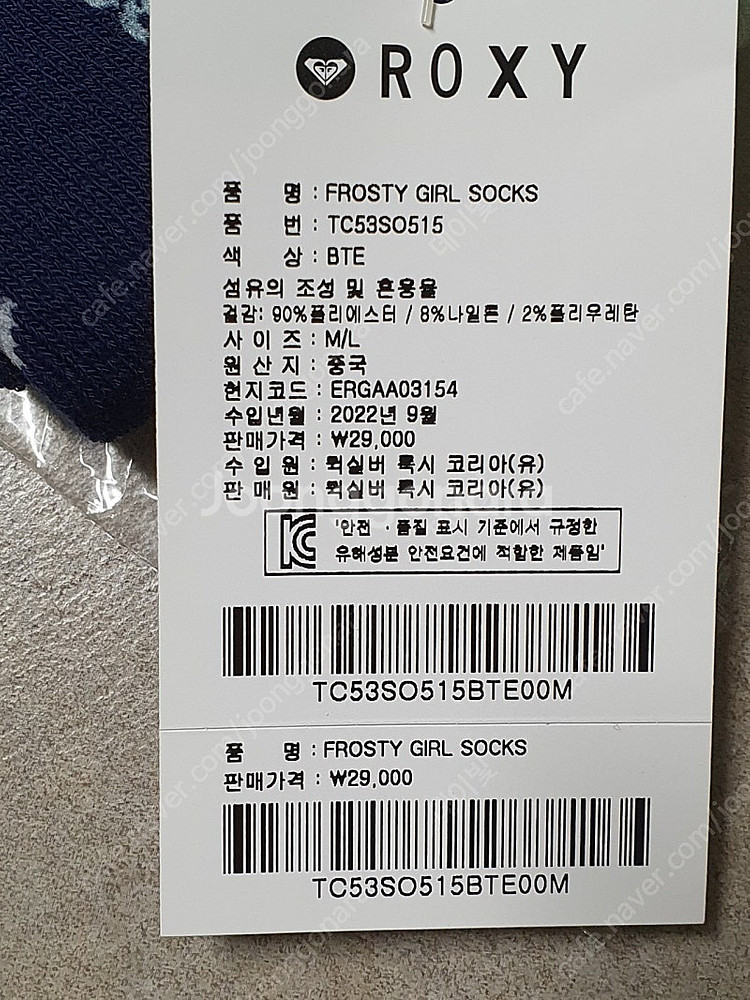 ROXY
품 명 : FROSTY GIRL SOCKS
품 번 : TC53SO515
색 상 : BTE
섬유의 조성 및 혼용율
겉감: 90%폴리에스터 / 8%나일론 / 2%폴리우레탄
사 이 즈 : M/L
원 산 지 : 중국
현지코드 : ERGAA03154
수입년월 : 2022년 9월
판매가격 : ₩29,000
수 입 원 : 퀵실버 록시 코리아(유)
판 매 원 : 퀵실버 록시 코리아(유)
Joonggonara
'안전 · 품질 표시 기준에서 규정한
유해성분 안전요건에 적합한 제품임'
TC53SO515BTE00M
품 명 : FROSTY GIRL SOCKS
판매가격 : ₩29,000
TC53SO515BTE00M